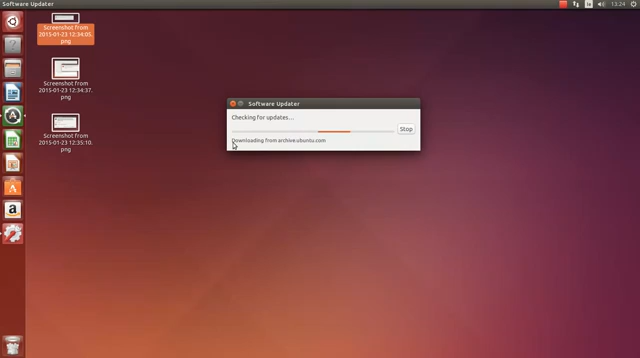 Software Updater
13:24
Screenshot from
2015-01-23 12:34:05.
png
Screenshot from
2015-01-23 12:34:37.
png
Screenshot from
2015-01-23 12:35:10.
png
Software Updater
Checking for updates...
Stop
Downloading from archive.ubuntu.com